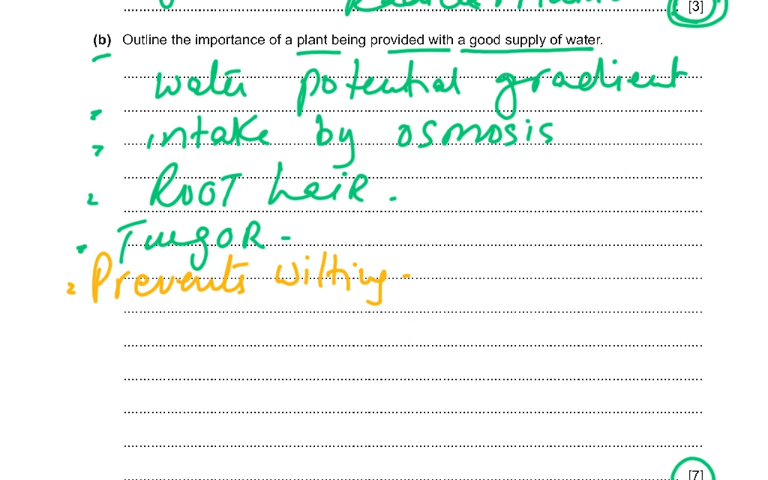 [3]
(b) Outline the importance of a plant being provided with a good supply of water.
water potential gradient
intake by osmosis
ROOT hair.
TurgoR -
Prevents wilting.
[7]